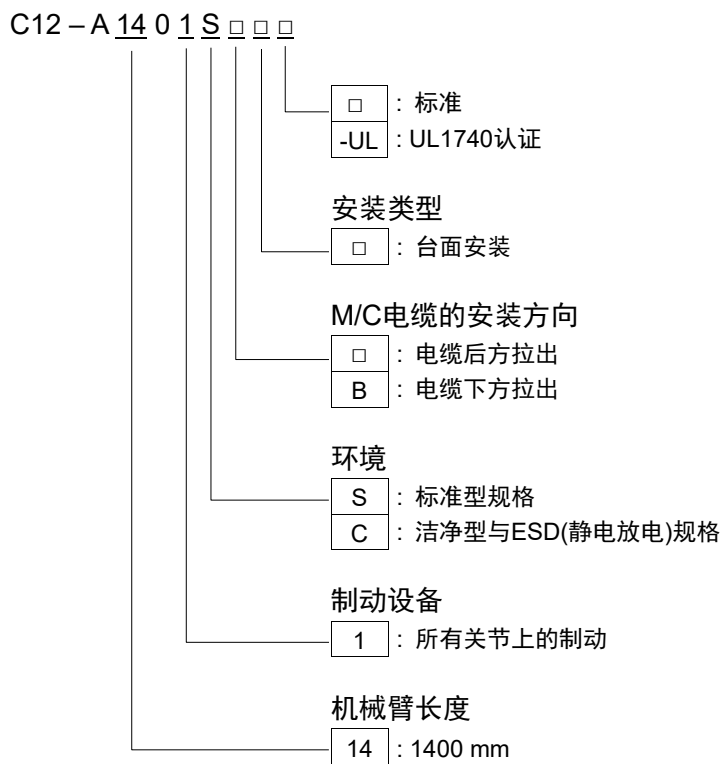 C12 – A 14 0 1 S □ □ □
□ : 标准
-UL : UL1740认证
安装类型
□ : 台面安装
M/C电缆的安装方向
□ : 电缆后方拉出
B : 电缆下方拉出
环境
S : 标准型规格
C : 洁净型与ESD(静电放电)规格
制动设备
1 : 所有关节上的制动
机械臂长度
14 : 1400 mm